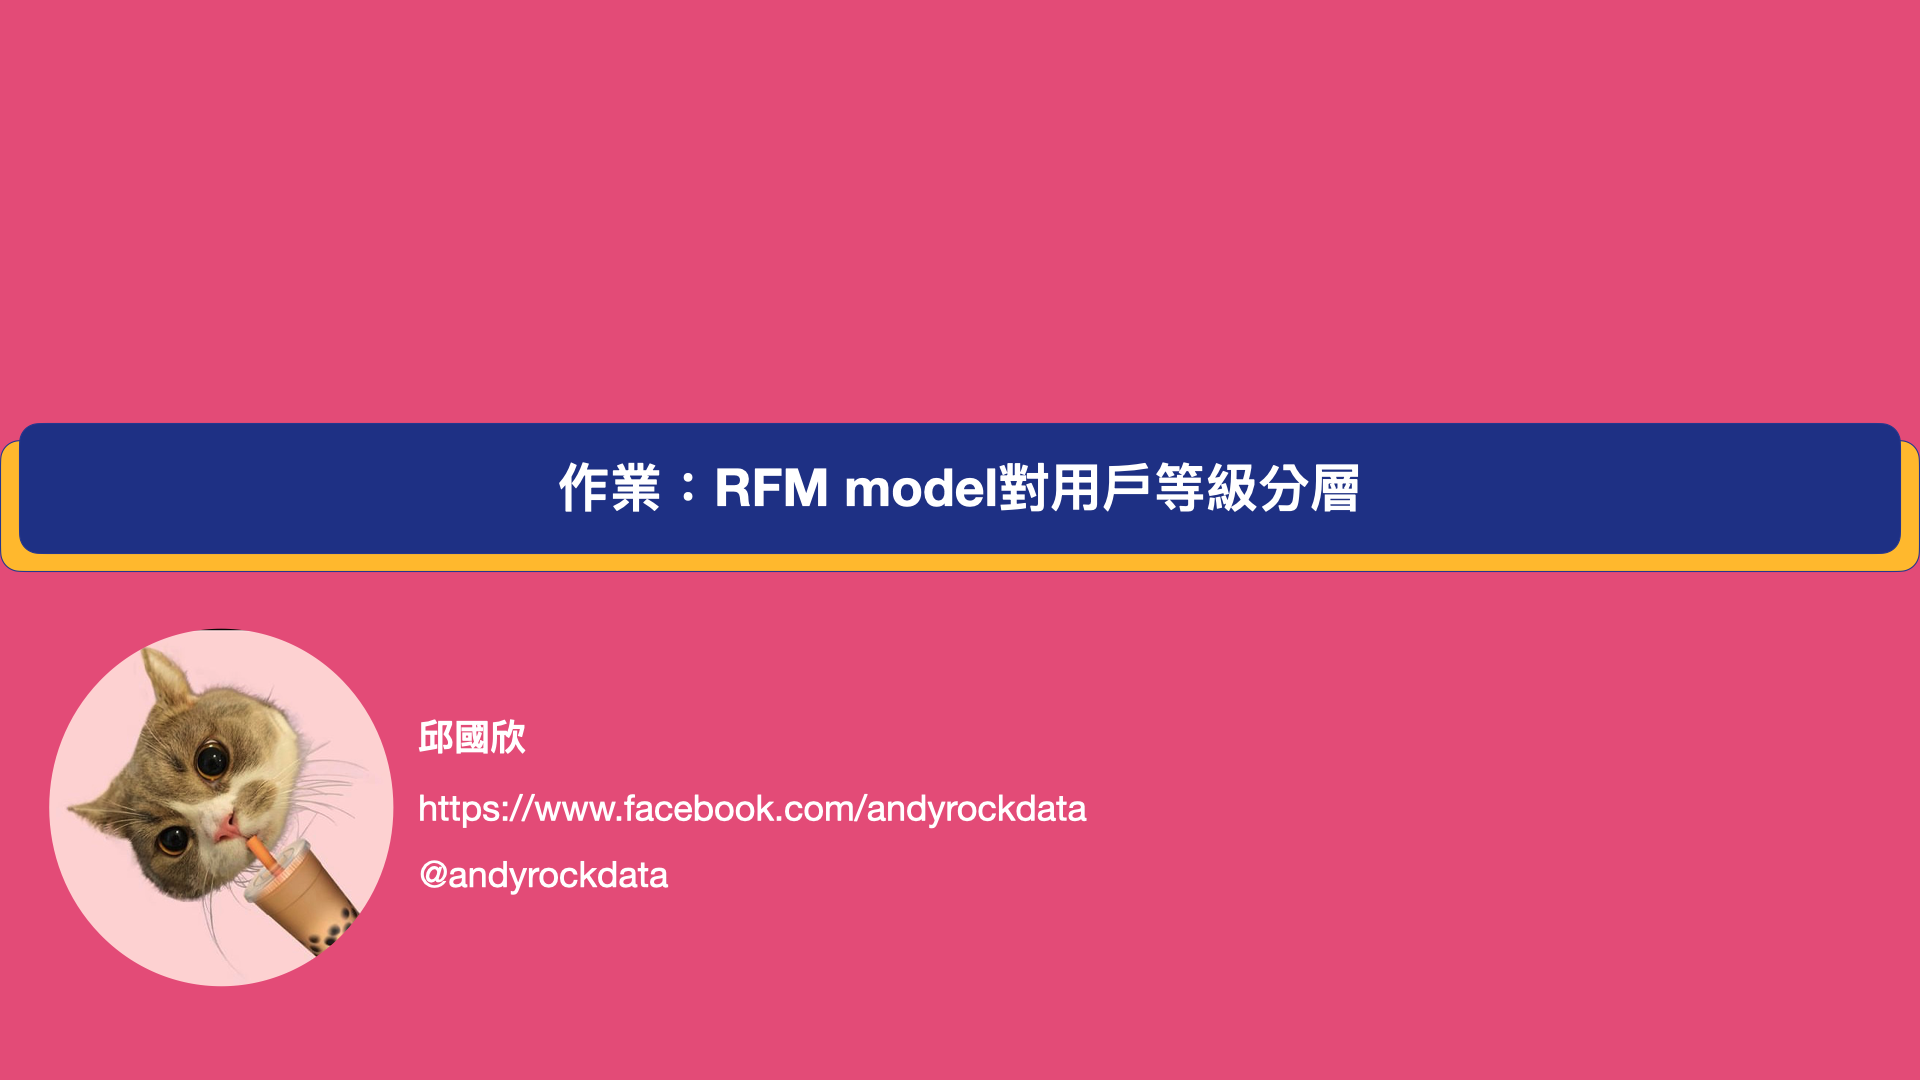 作業：RFM model對用戶等級分層
邱國欣
https://www.facebook.com/andyrockdata
@andyrockdata